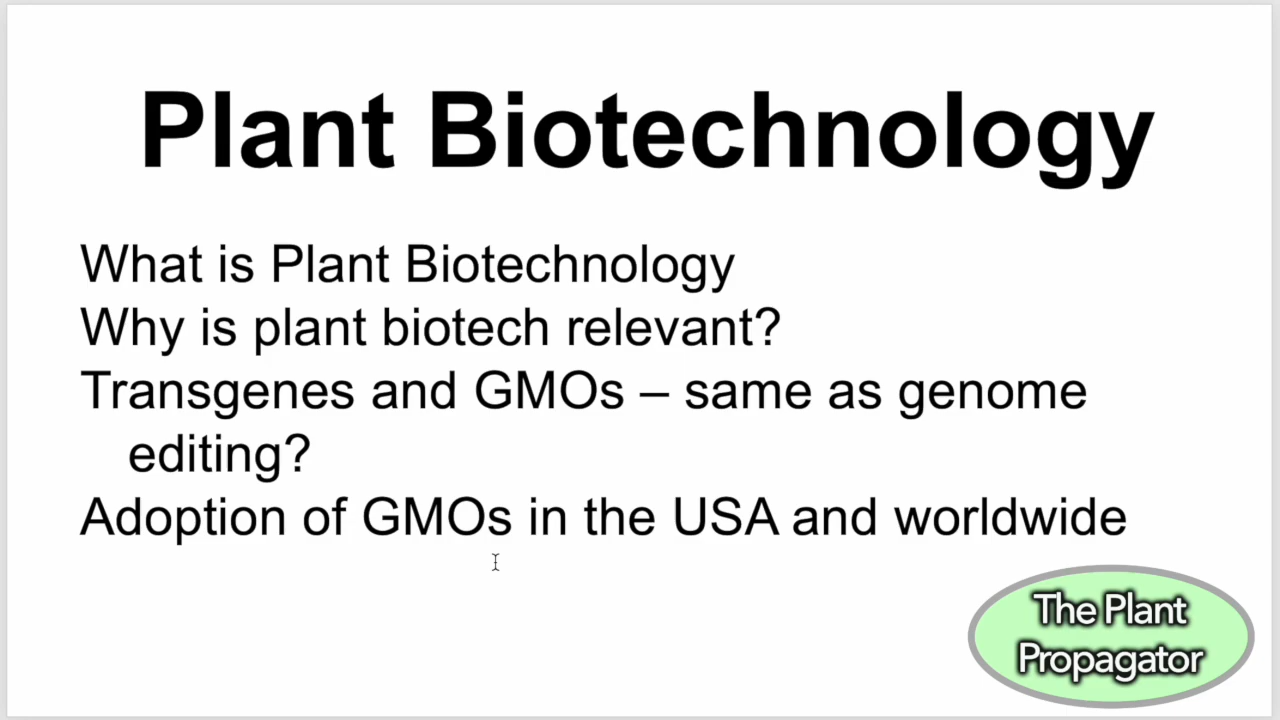 Plant Biotechnology
What is Plant Biotechnology
Why is plant biotech relevant?
Transgenes and GMOs – same as genome
editing?
Adoption of GMOs in the USA and worldwide
The Plant
Propagator